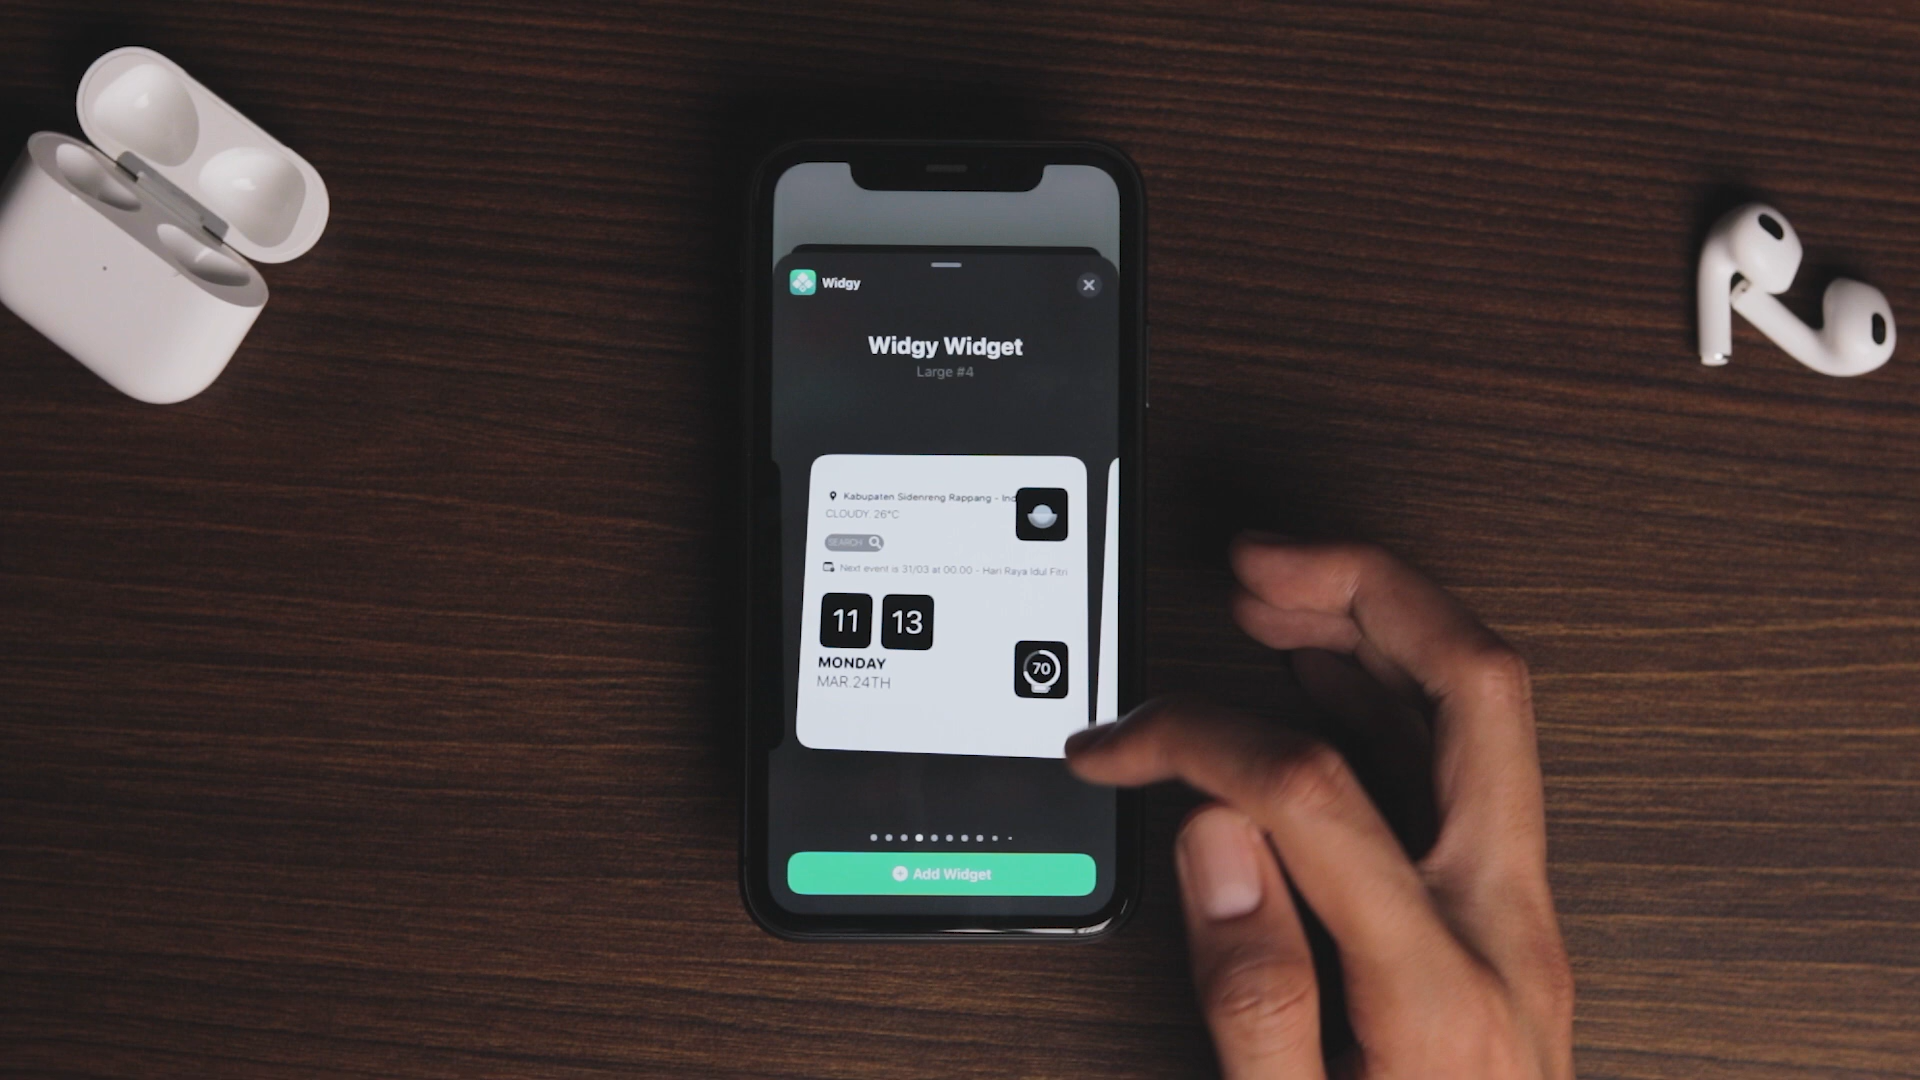 Widgy
Widgy Widget
Large #4
Kabupaten Sidenreng Rappang - Ind
CLOUDY. 26°C
SEARCH
Next event is 31/03 at 00.00 - Hari Raya Idul Fitri
11 13
MONDAY
MAR.24TH
70
Add Widget